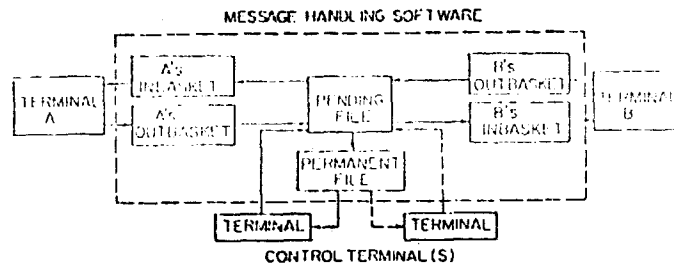 MESSAGE HANDLING SOFTWARE
A's
INBASKET
B's
OUTBASKET
TERMINAL
A
PENDING
FILE
TERMINAL
B
A's
OUTBASKET
B's
INBASKET
PERMANENT
FILE
TERMINAL
TERMINAL
CONTROL TERMINAL(S)